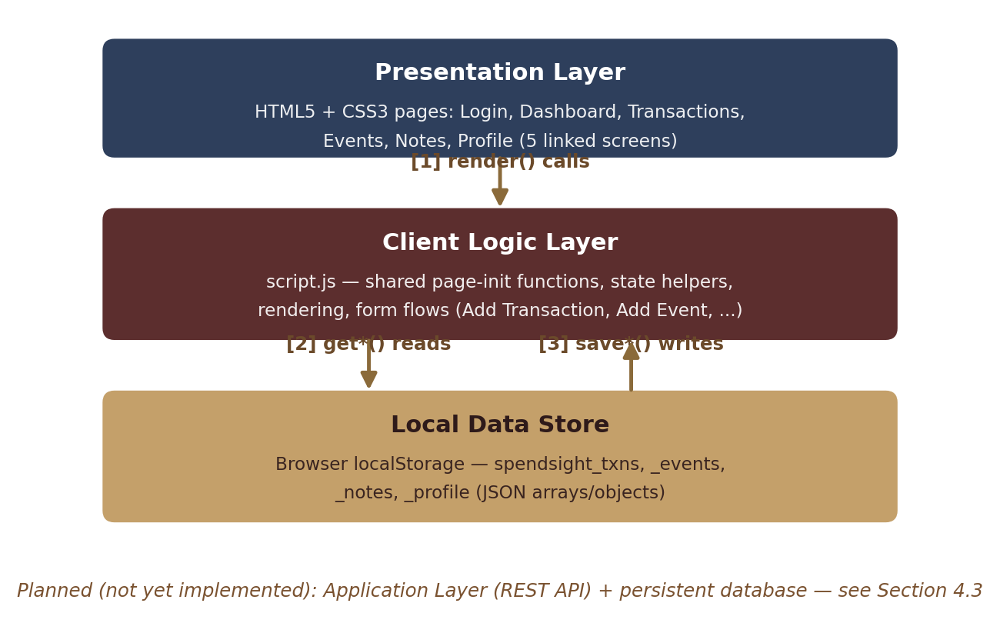 Presentation Layer
HTML5 + CSS3 pages: Login, Dashboard, Transactions,
Events, Notes, Profile (5 linked screens)
[1] render() calls
Client Logic Layer
script.js — shared page-init functions, state helpers,
rendering, form flows (Add Transaction, Add Event, ...)
[2] get*() reads
[3] save*() writes
Local Data Store
Browser localStorage — spendsight_txns, _events,
_notes, _profile (JSON arrays/objects)
Planned (not yet implemented): Application Layer (REST API) + persistent database — see Section 4.3